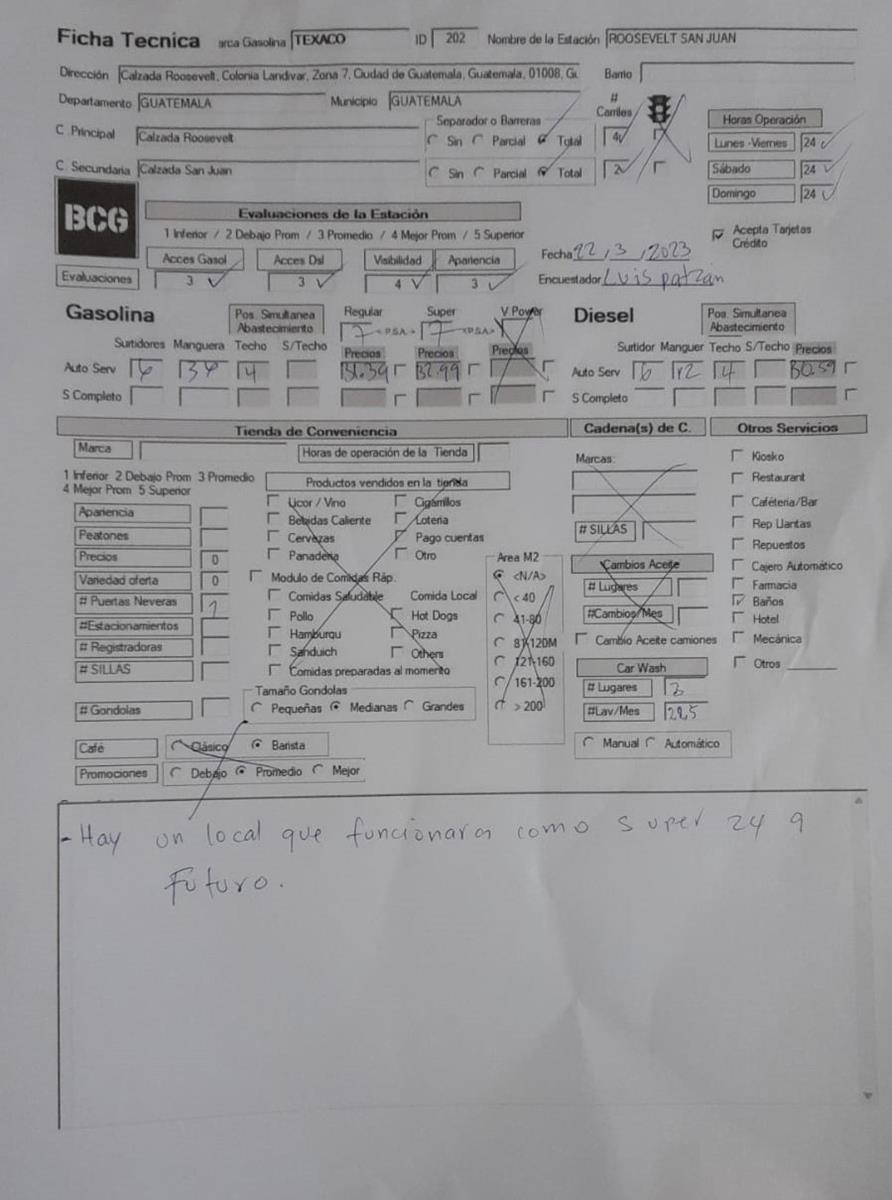 Ficha Tecnica arca Gasolina TEXACO ID 202 Nombre de la Estación ROOSEVELT SAN JUAN
Dirección Calzada Roosevelt, Colonia Landivar, Zona 7, Ciudad de Guatemala, Guatemala, 01008, Gu Barrio
Departamento GUATEMALA Municipio GUATEMALA # Carriles
C. Principal Calzada Roosevelt Separador o Barreras Sin Parcial Total 4 Horas Operación
Lunes -Viernes 24
C. Secundaria Calzada San Juan Sin Parcial Total 2 Sábado 24
Domingo 24
BCG Evaluaciones de la Estación
1 Inferior / 2 Debajo Prom / 3 Promedio / 4 Mejor Prom / 5 Superior Acepta Tarjetas Crédito
Acces Gasol Acces Dsl Visibilidad Apariencia Fecha 22/3/2023
Evaluaciones 3 3 4 3 Encuestador Luis patzán
Gasolina Pos. Simultanea Abastecimiento Regular Super V Power Diesel Pos. Simultanea Abastecimiento
7 <P.S.A> 7 <P.S.A>
Surtidores Manguera Techo S/Techo Precios Precios Precios Surtidor Manguer Techo S/Techo Precios
Auto Serv 6 4 32.99 Auto Serv 6 12 4 30.59
S Completo S Completo
Tienda de Conveniencia Cadena(s) de C. Otros Servicios
Marca Horas de operación de la Tienda Marcas: Kiosko
1 Inferior 2 Debajo Prom 3 Promedio
4 Mejor Prom 5 Superior Productos vendidos en la tienda Restaurant
Apariencia Licor / Vino Cigarrillos Caféteria/Bar
Peatones Bebidas Caliente Loteria # SILLAS Rep Llantas
Precios 0 Cervezas Pago cuentas Repuestos
Panaderia Otro Area M2 Cambios Aceite Cajero Automático
Variedad oferta 0 Modulo de Comidas Ráp. <N/A> # Lugares Farmacia
# Puertas Neveras 1 Comidas Saludable Comida Local < 40 Baños
#Estacionamientos Pollo Hot Dogs 41-80 #Cambios/Mes Hotel
# Registradoras Hamburqu Pizza 81-120M Cambio Aceite camiones Mecánica
# SILLAS Sanduich Others 121-160 Car Wash Otros
Comidas preparadas al momento 161-200 # Lugares 3
# Gondolas Tamaño Gondolas Pequeñas Medianas Grandes > 200 #Lav/Mes 225
Café Clásico Barista Manual Automático
Promociones Debajo Promedio Mejor
- Hay un local que funcionara como super 24 a
Futuro.